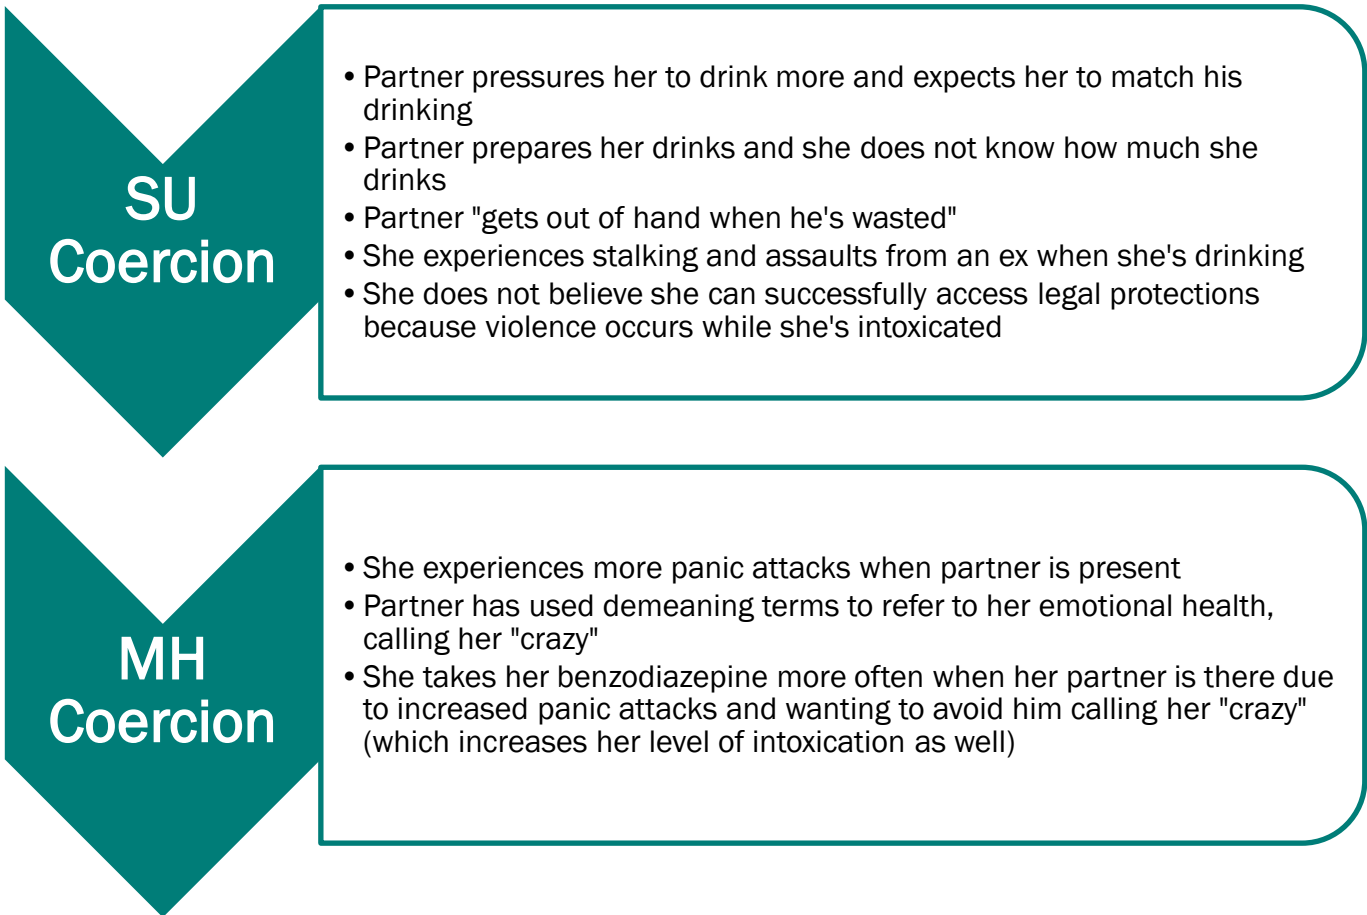 SU
Coercion
• Partner pressures her to drink more and expects her to match his
drinking
• Partner prepares her drinks and she does not know how much she
drinks
• Partner "gets out of hand when he's wasted"
• She experiences stalking and assaults from an ex when she's drinking
• She does not believe she can successfully access legal protections
because violence occurs while she's intoxicated
MH
Coercion
• She experiences more panic attacks when partner is present
• Partner has used demeaning terms to refer to her emotional health,
calling her "crazy"
• She takes her benzodiazepine more often when her partner is there due
to increased panic attacks and wanting to avoid him calling her "crazy"
(which increases her level of intoxication as well)